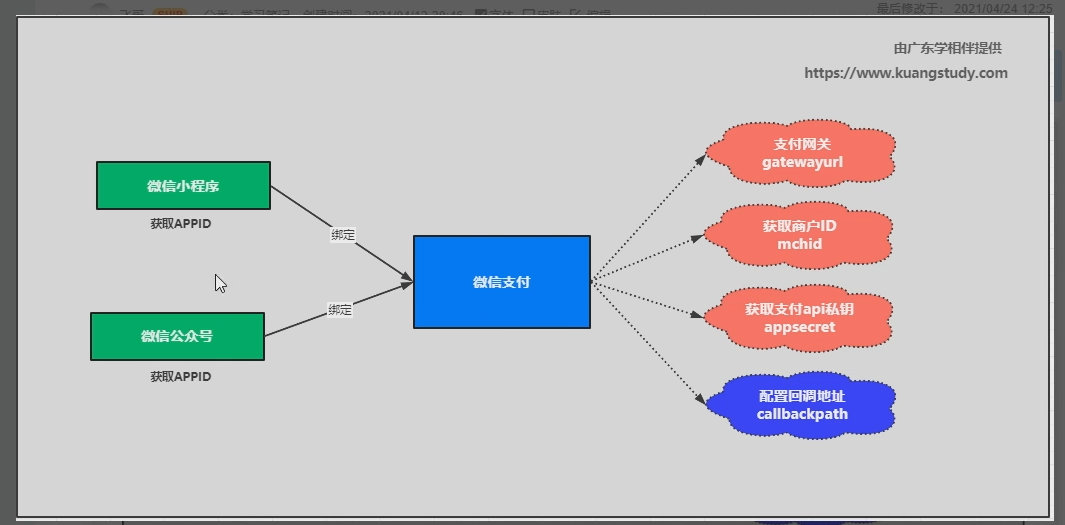 最后修改于： 2021/04/24 12:25
由广东学相伴提供
https://www.kuangstudy.com
微信小程序
获取APPID
绑定
微信公众号
获取APPID
绑定
微信支付
支付网关
gatewayurl
获取商户ID
mchid
获取支付api私钥
appsecret
配置回调地址
callbackpath